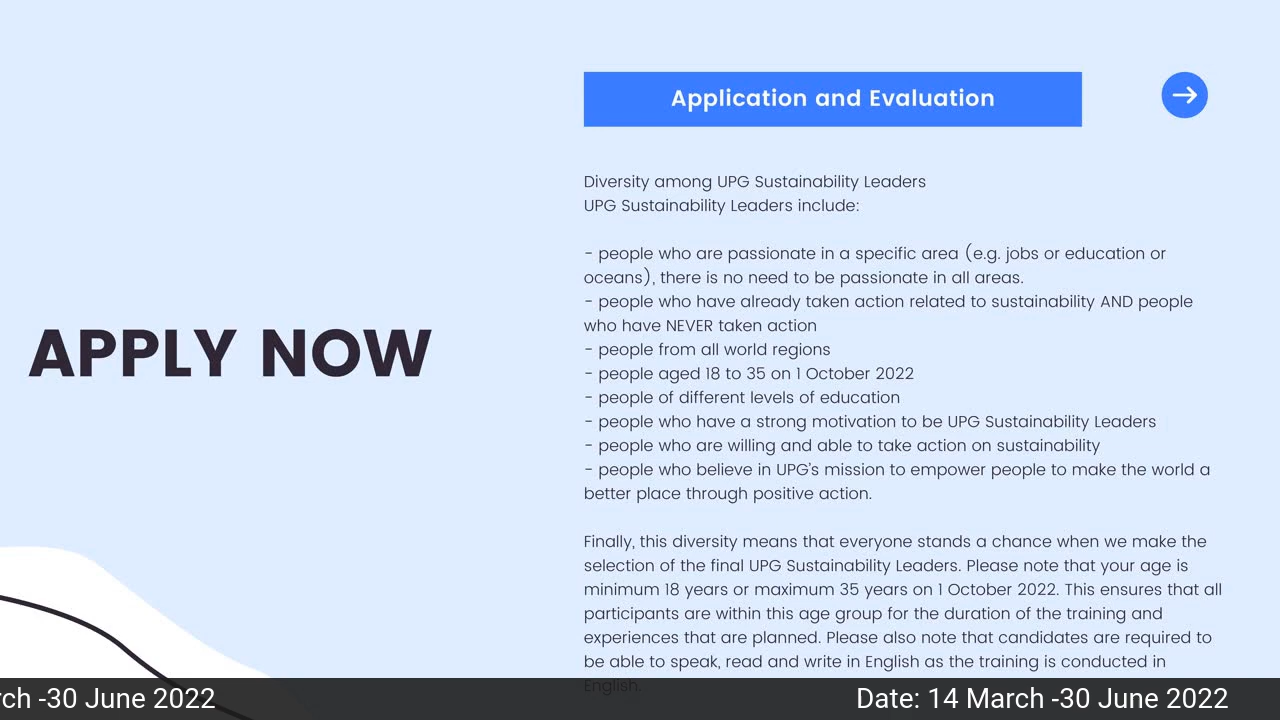 Application and Evaluation
Diversity among UPG Sustainability Leaders
UPG Sustainability Leaders include:
- people who are passionate in a specific area (e.g. jobs or education or
oceans), there is no need to be passionate in all areas.
- people who have already taken action related to sustainability AND people
who have NEVER taken action
- people from all world regions
- people aged 18 to 35 on 1 October 2022
- people of different levels of education
- people who have a strong motivation to be UPG Sustainability Leaders
- people who are willing and able to take action on sustainability
- people who believe in UPG's mission to empower people to make the world a
better place through positive action.
Finally, this diversity means that everyone stands a chance when we make the
selection of the final UPG Sustainability Leaders. Please note that your age is
minimum 18 years or maximum 35 years on 1 October 2022. This ensures that all
participants are within this age group for the duration of the training and
experiences that are planned. Please also note that candidates are required to
be able to speak, read and write in English as the training is conducted in
English.
APPLY NOW
rch -30 June 2022
Date: 14 March -30 June 2022